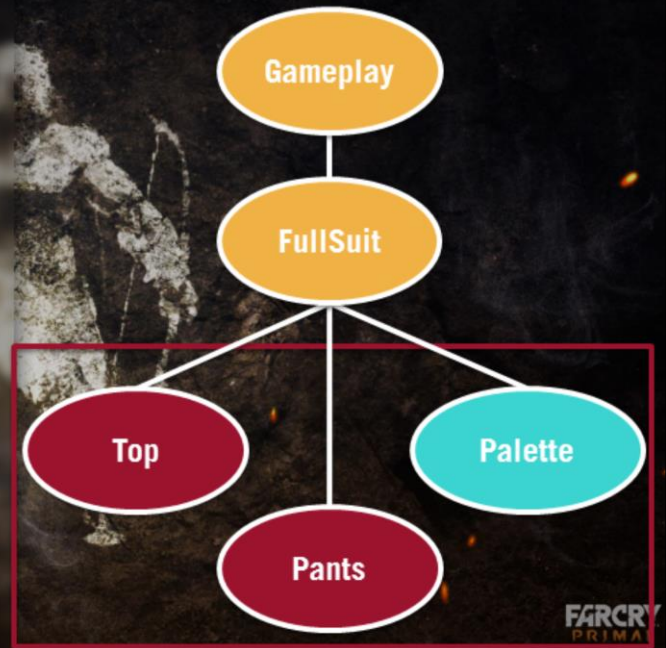 Gameplay
FullSuit
Top
Palette
Pants
FARCRY
PRIMAL